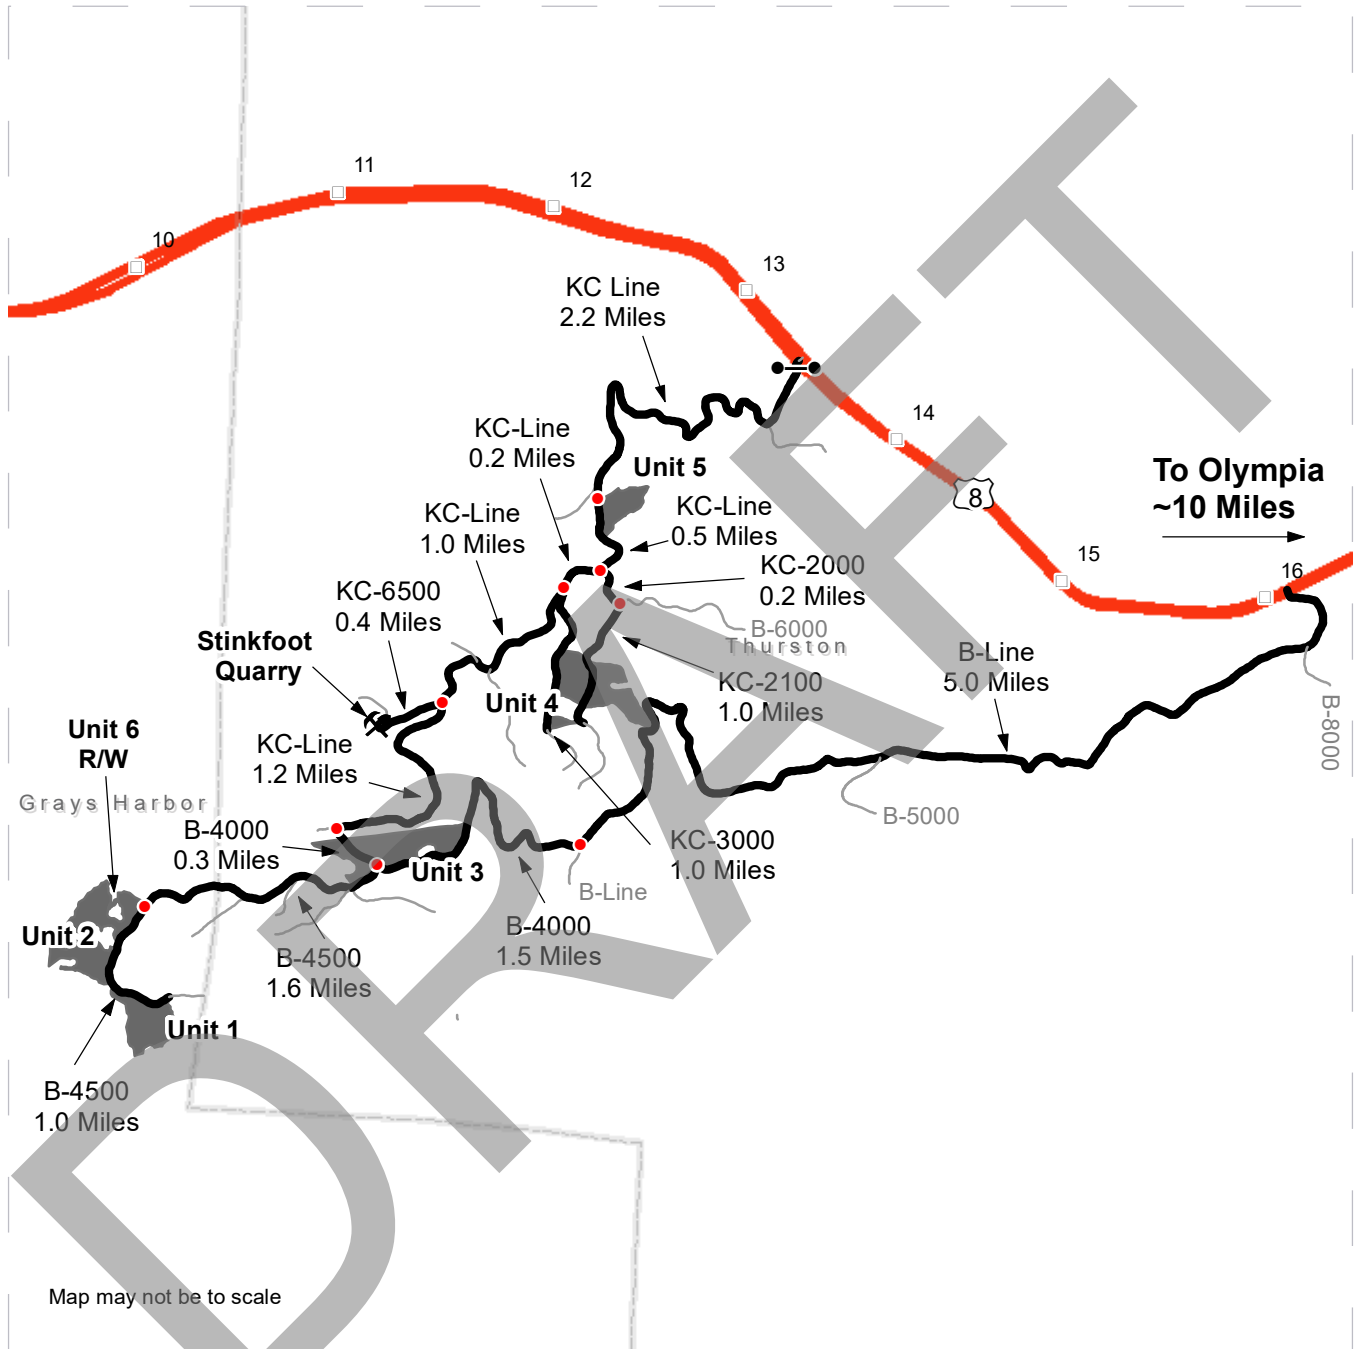 11
12
10
13
KC Line
2.2 Miles
14
KC-Line
0.2 Miles
Unit 5
To Olympia
~10 Miles
8
KC-Line
1.0 Miles
KC-Line
0.5 Miles
15
16
KC-2000
0.2 Miles
KC-6500
0.4 Miles
B-6000
Thurston
Stinkfoot
Quarry
B-Line
5.0 Miles
KC-2100
1.0 Miles
Unit 4
B-8000
Unit 6
R/W
KC-Line
1.2 Miles
Grays Harbor
B-5000
B-4000
0.3 Miles
KC-3000
1.0 Miles
Unit 3
B-Line
Unit 2
B-4000
1.5 Miles
B-4500
1.6 Miles
Unit 1
B-4500
1.0 Miles
Map may not be to scale
DRAFT